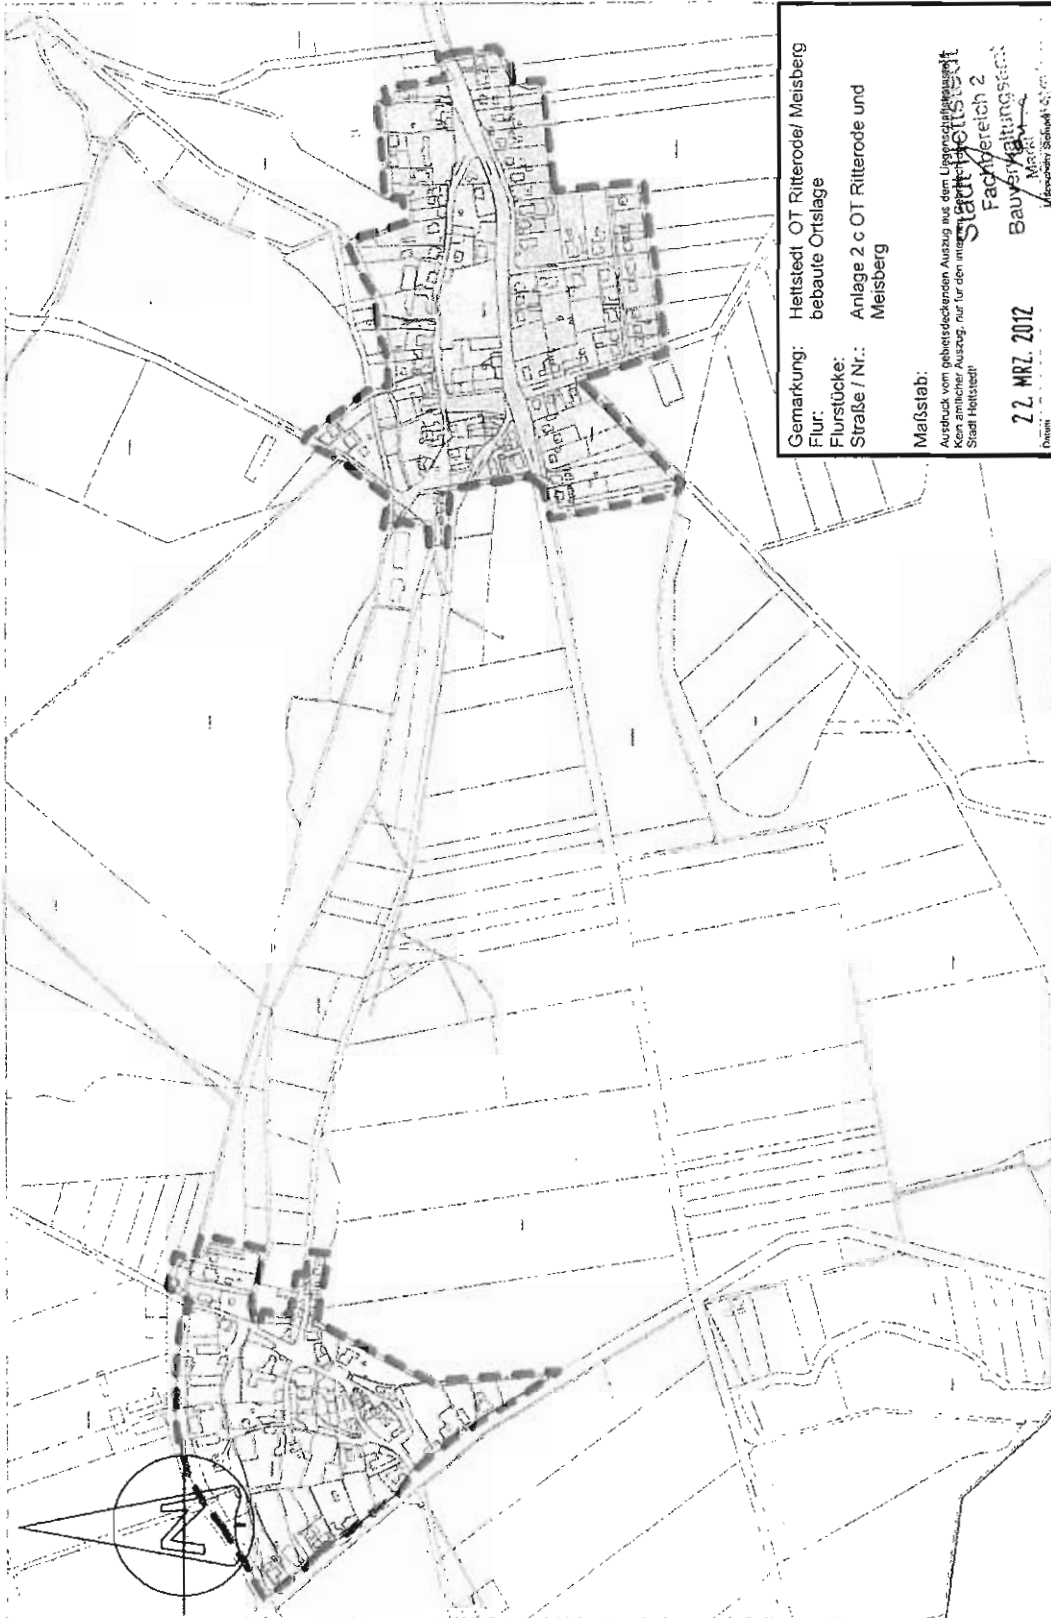 Gemarkung: Hettstedt OT Ritterode/ Meisberg
Flur: bebaute Ortslage
Flurstücke:
Straße / Nr.: Anlage 2 c OT Ritterode und
Meisberg
Maßstab:
Ausdruck vom gebietsdeckenden Auszug aus dem
Kein amtlicher Auszug, nur für den
Stadt Hettstedt
Stadt Hettstedt
Fachbereich 2
Bauverwaltungsamt
22. MRZ. 2012
Datum
N